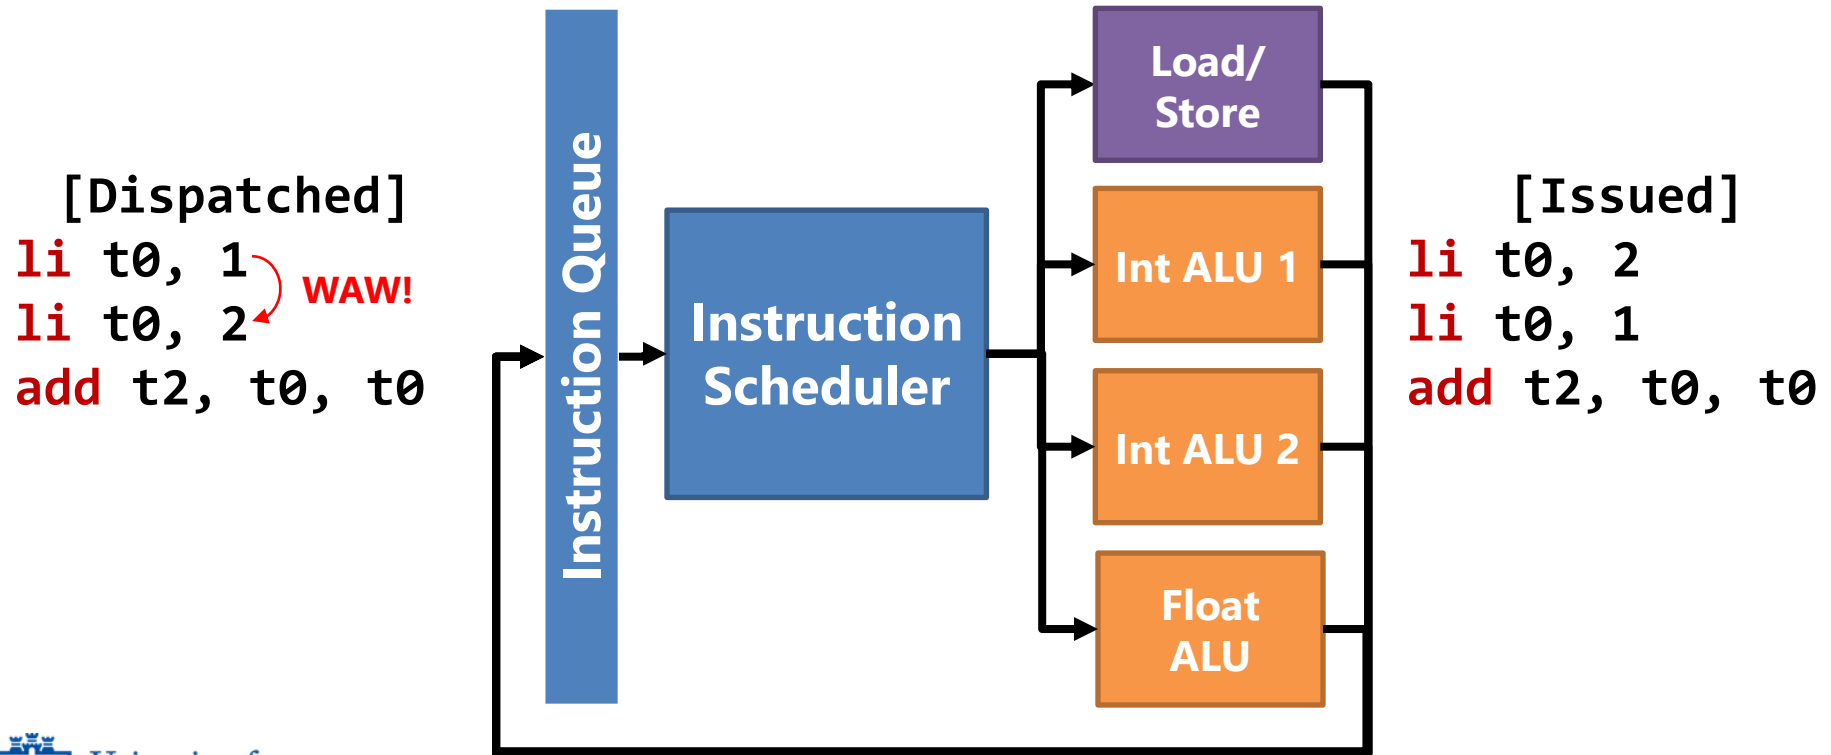 [Dispatched]
li t0, 1
li t0, 2
add t2, t0, t0
WAW!
Instruction Queue
Instruction
Scheduler
Load/
Store
Int ALU 1
Int ALU 2
Float
ALU
[Issued]
li t0, 2
li t0, 1
add t2, t0, t0